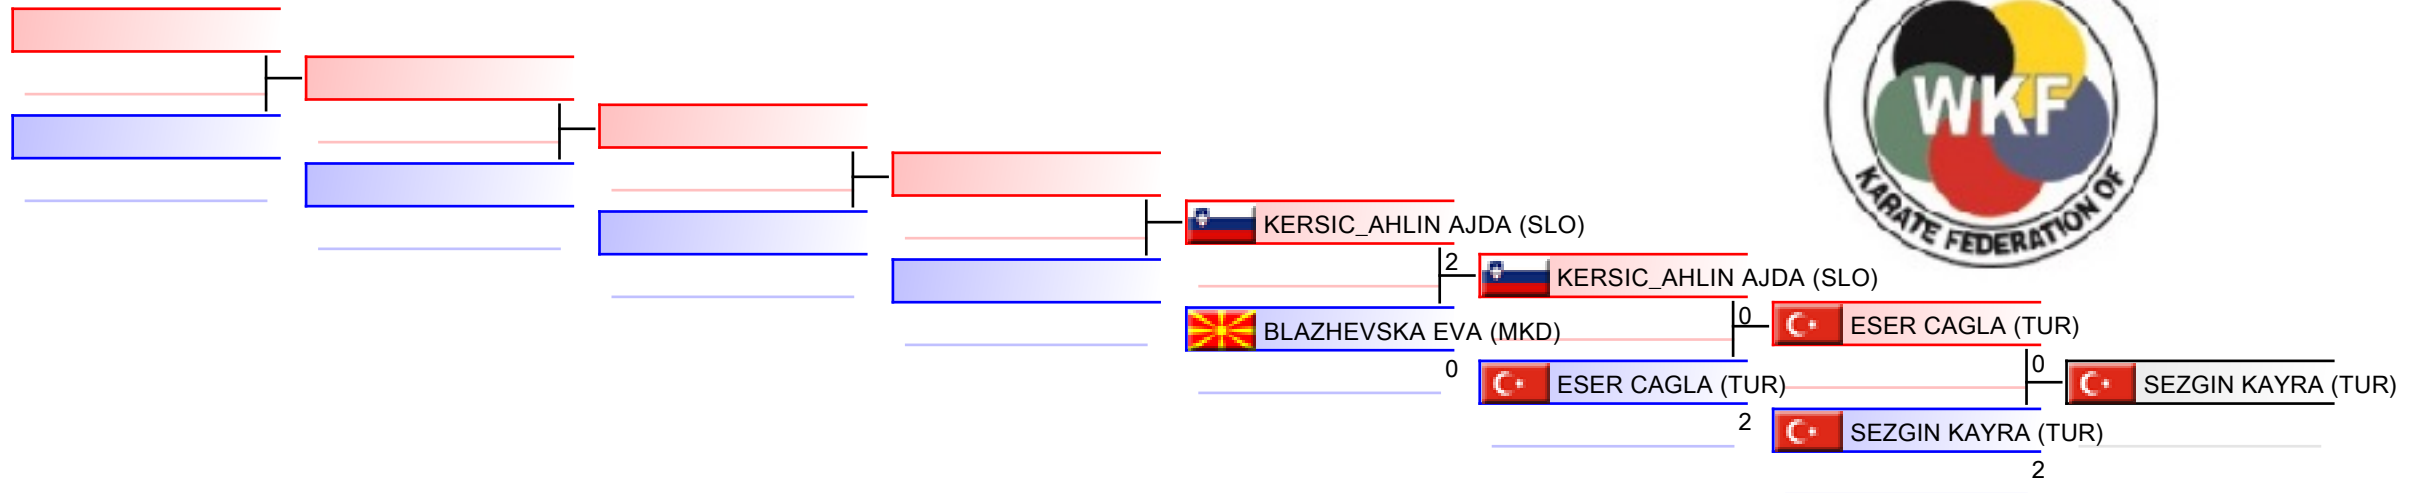 WKF
KARATE FEDERATION OF
KERSIC_AHLIN AJDA (SLO)
2
KERSIC_AHLIN AJDA (SLO)
BLAZHEVSKA EVA (MKD)
0
0
ESER CAGLA (TUR)
ESER CAGLA (TUR)
2
0
SEZGIN KAYRA (TUR)
SEZGIN KAYRA (TUR)
2